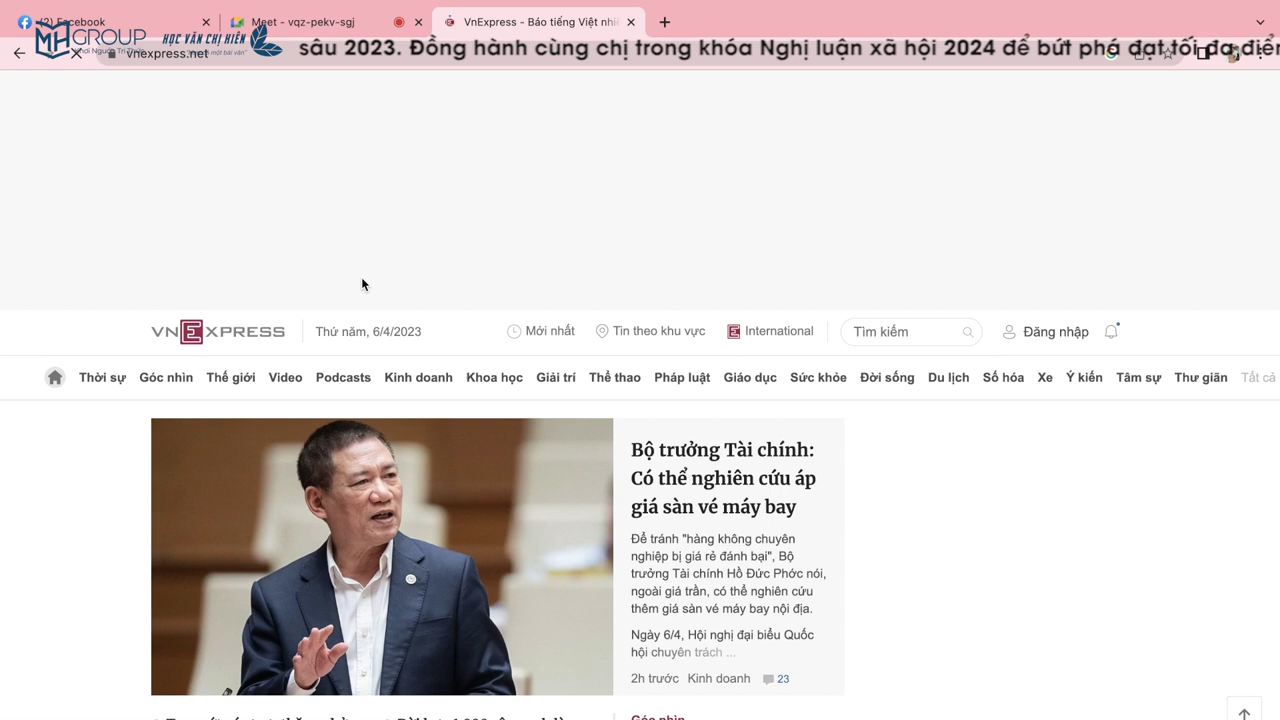 (2) Facebook
Meet - vqz-pekv-sgj
VnExpress - Báo tiếng Việt nhi
MHGROUP
HỌC VĂN CHỊ HIÊN
sâu 2023. Đồng hành cùng chị trong khóa Nghị luận xã hội 2024 để bứt phá đạt tối đa điể
vnexpress.net
VNEXPRESS
Thứ năm, 6/4/2023
Mới nhất
Tin theo khu vực
International
Tìm kiếm
Đăng nhập
Thời sự Góc nhìn Thế giới Video Podcasts Kinh doanh Khoa học Giải trí Thể thao Pháp luật Giáo dục Sức khỏe Đời sống Du lịch Số hóa Xe Ý kiến Tâm sự Thư giãn Tất cả
Bộ trưởng Tài chính:
Có thể nghiên cứu áp
giá sàn vé máy bay
Để tránh "hàng không chuyên
nghiệp bị giá rẻ đánh bại", Bộ
trưởng Tài chính Hồ Đức Phớc nói,
ngoài giá trần, có thể nghiên cứu
thêm giá sàn vé máy bay nội địa.
Ngày 6/4, Hội nghị đại biểu Quốc
hội chuyên trách ...
2h trước Kinh doanh 23
Góc nhìn